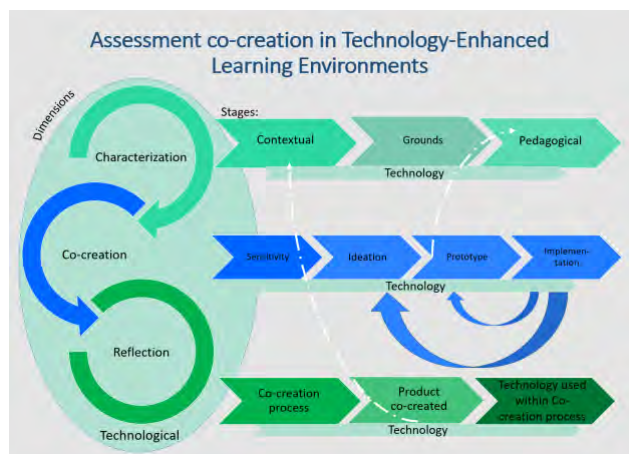 Assessment co-creation in Technology-Enhanced
Learning Environments
Dimensions
Stages:
Characterization
Contextual
Grounds
Pedagogical
Technology
Co-creation
Sensitivity
Ideation
Prototype
Implemen-
tation
Technology
Reflection
Co-creation
process
Product
co-created
Technology used
within Co-
creation process
Technological
Technology